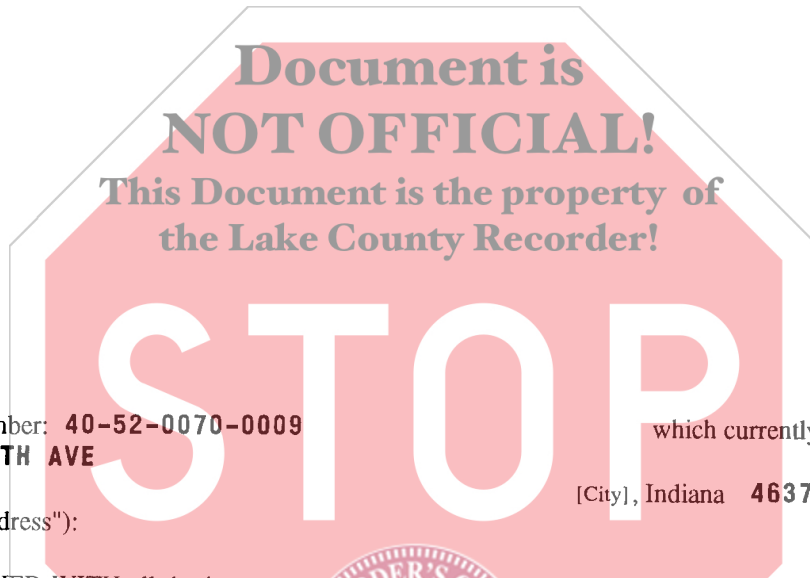 Document is
NOT OFFICIAL!
This Document is the property of
the Lake County Recorder!
STOP
40-52-0070-0009 which currently
TH AVE
[City], Indiana 4637
dress"):
WITH